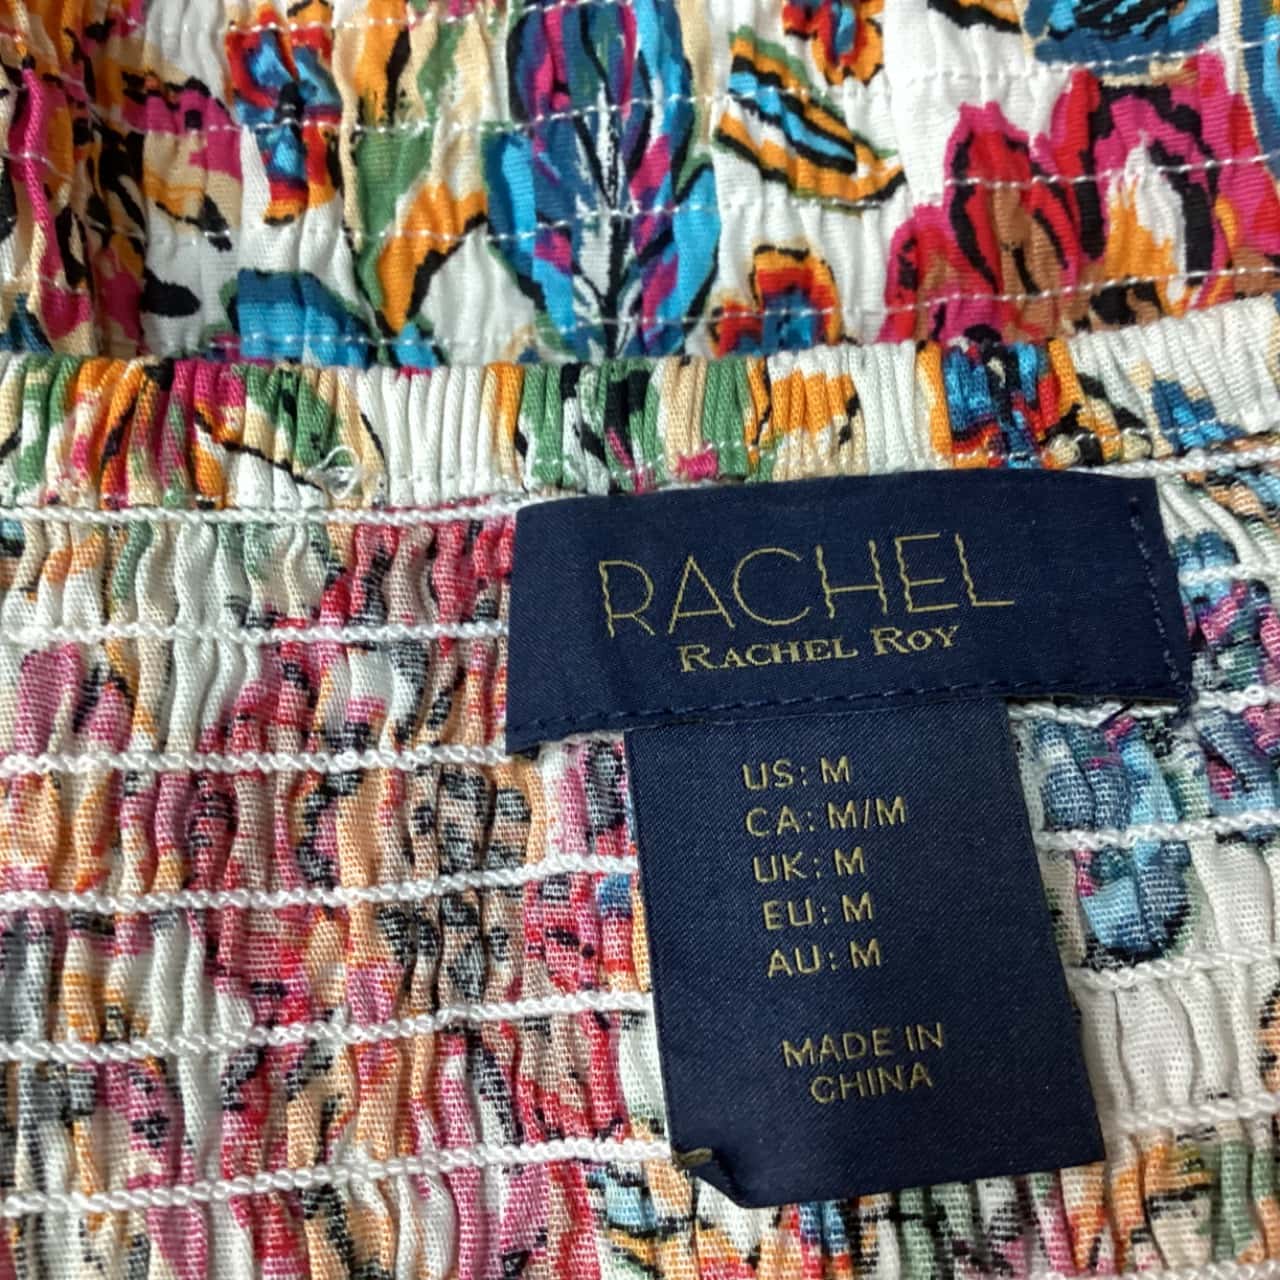 RACHEL
RACHEL ROY
US: M
CA: M/M
UK: M
EU: M
AU: M
MADE IN
CHINA